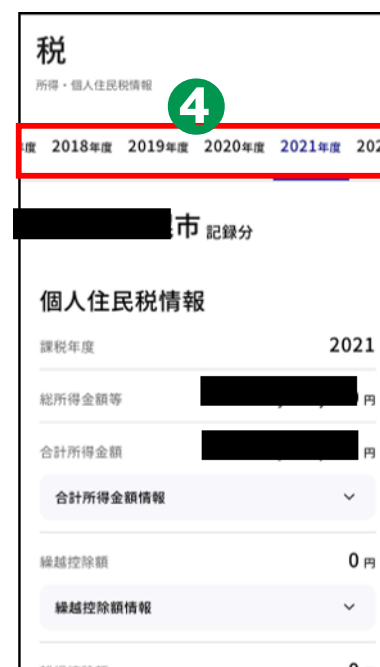 税
所得・個人住民税情報
4
度 2018年度 2019年度 2020年度 2021年度 202
市 記録分
個人住民税情報
課税年度 2021
総所得金額等 円
合計所得金額 円
合計所得金額情報
繰越控除額 0 円
繰越控除額情報